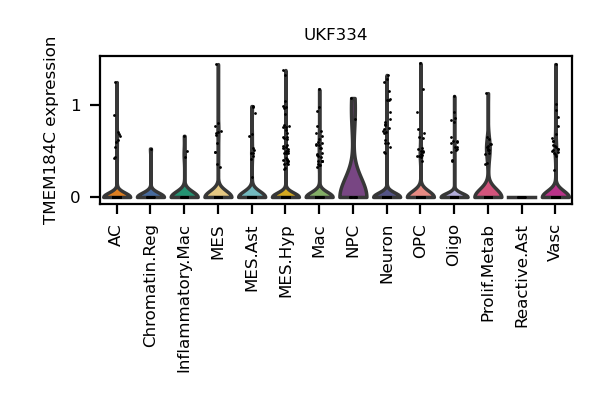 UKF334
TMEM184C expression
1
0
AC
Chromatin.Reg
Inflammatory.Mac
MES
MES.Ast
MES.Hyp
Mac
NPC
Neuron
OPC
Oligo
Prolif.Metab
Reactive.Ast
Vasc